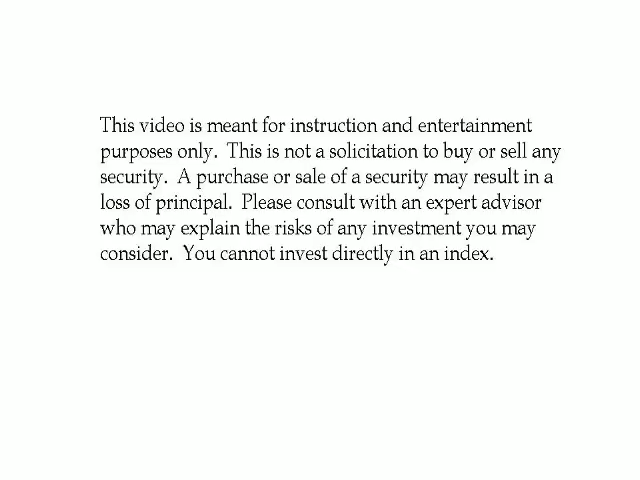 This video is meant for instruction and entertainment
purposes only.  This is not a solicitation to buy or sell any
security.  A purchase or sale of a security may result in a
loss of principal.  Please consult with an expert advisor
who may explain the risks of any investment you may
consider.  You cannot invest directly in an index.